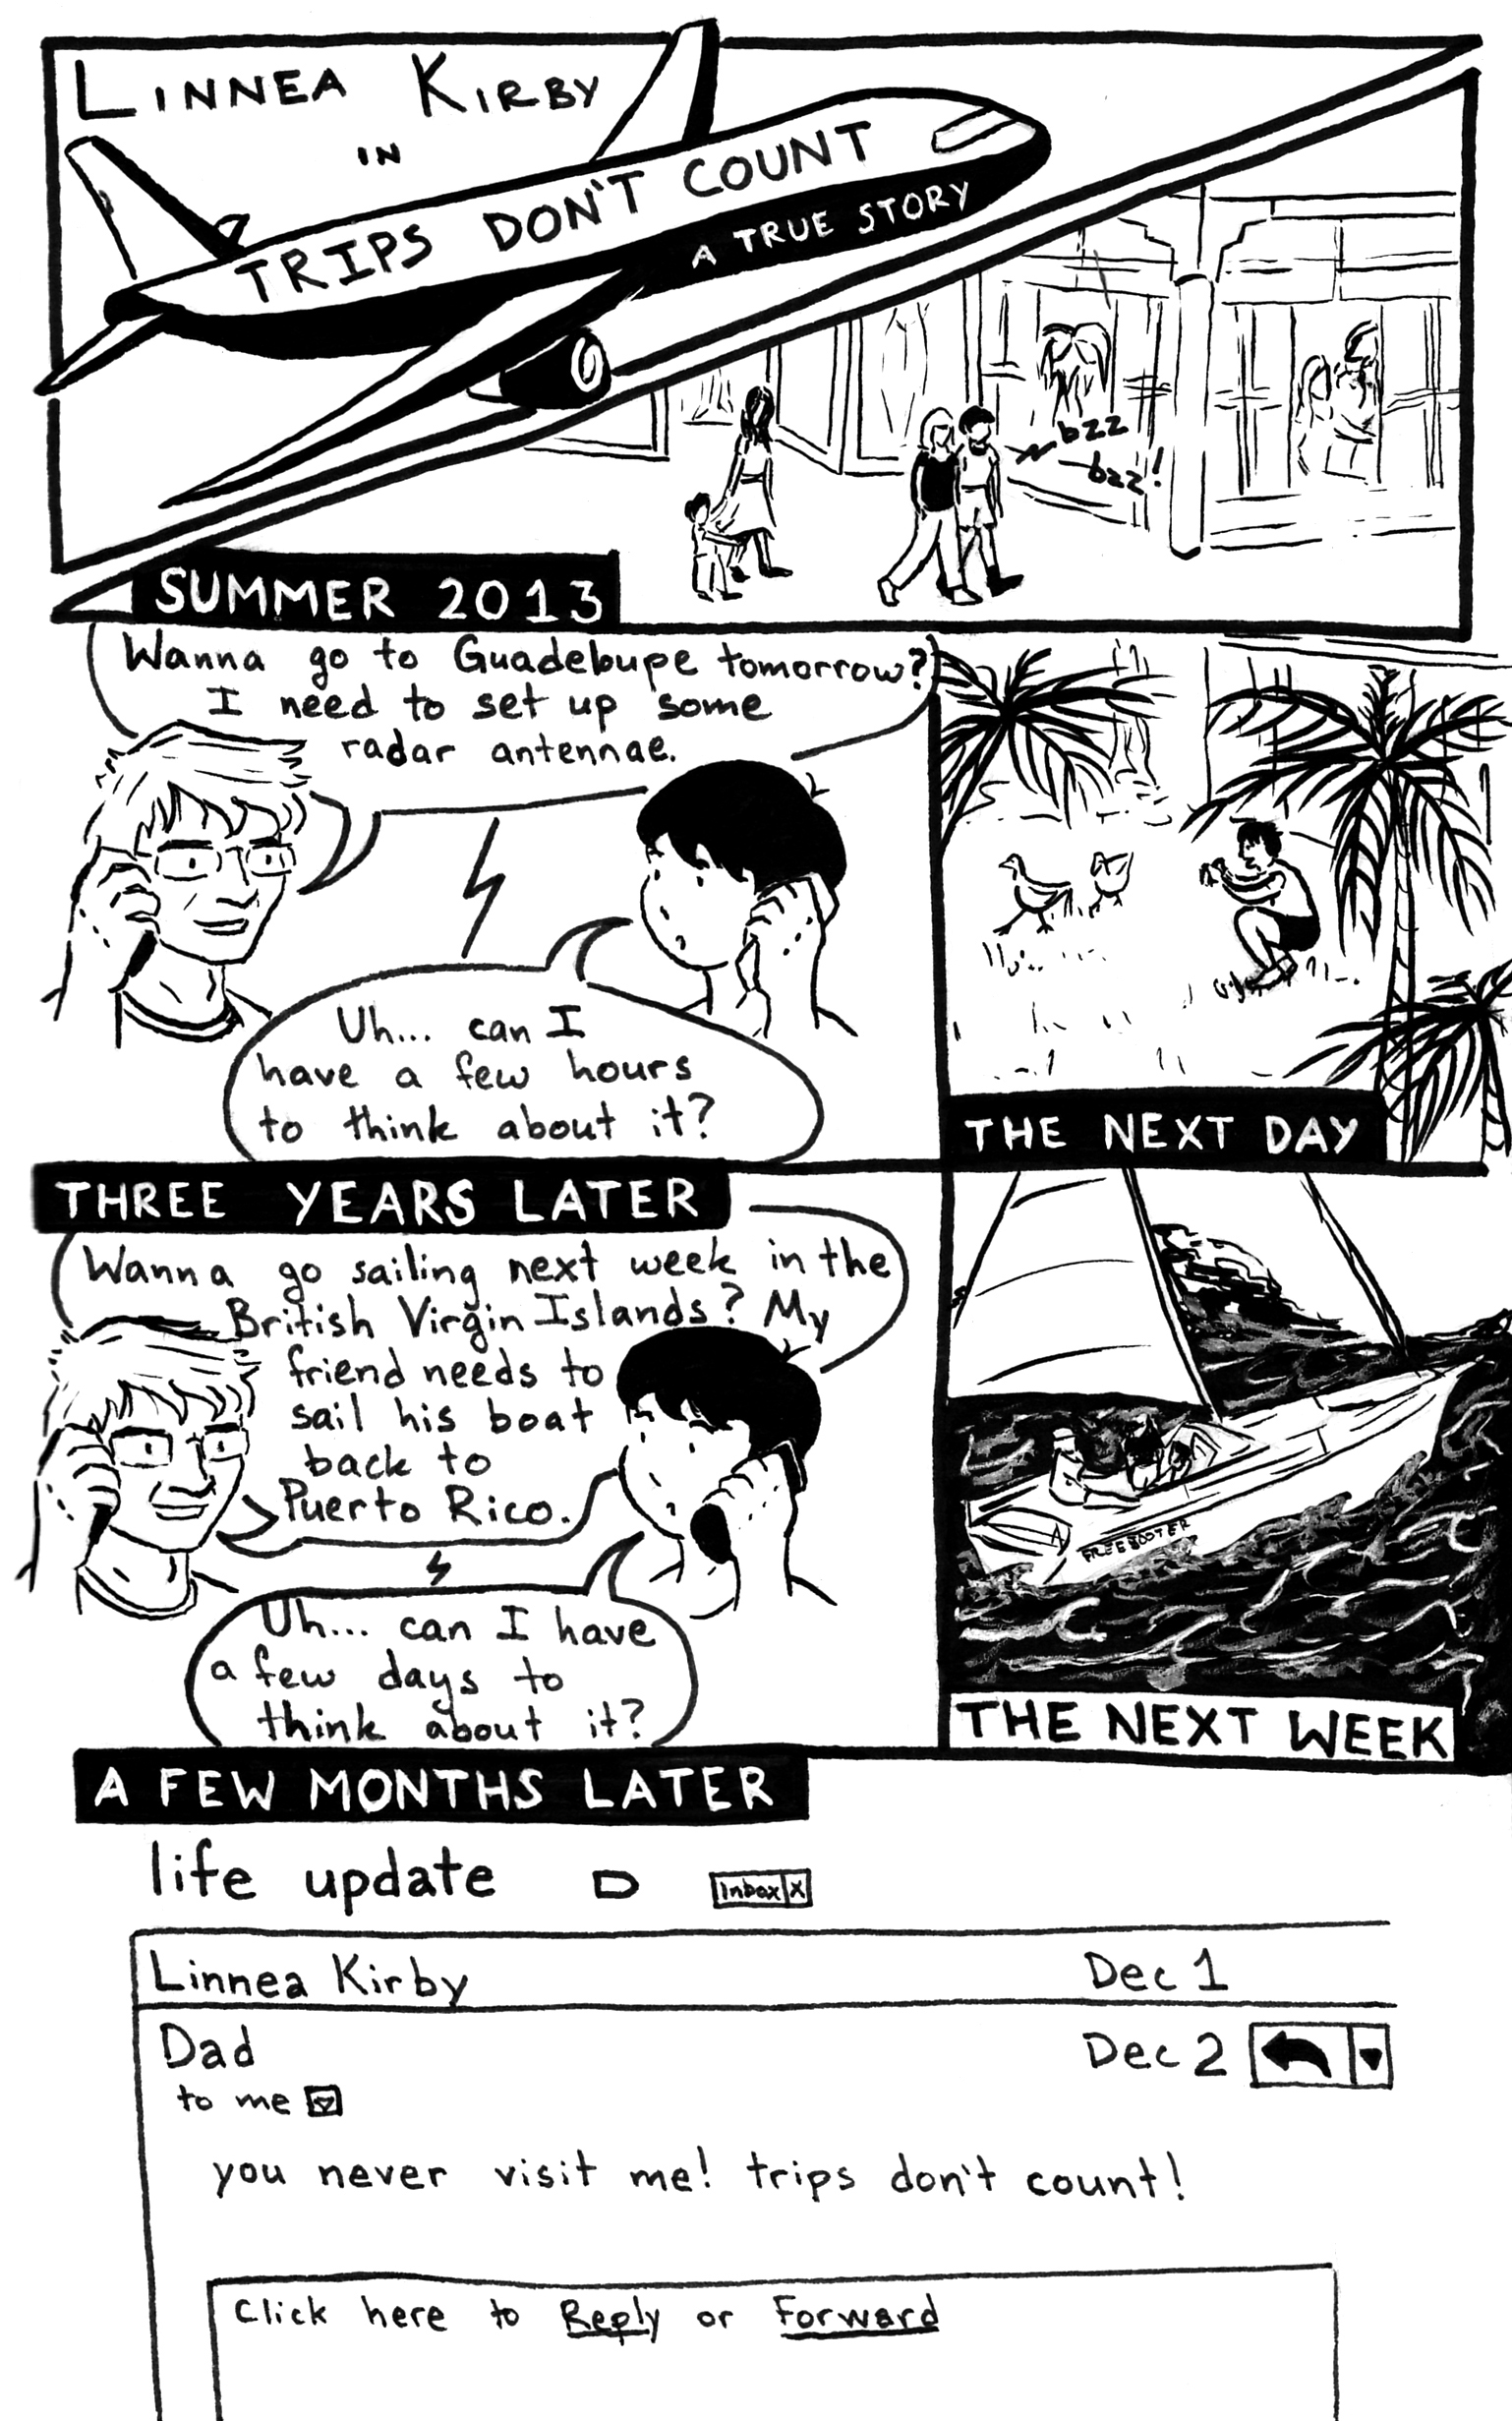 LINNEA KIRBY
IN
TRIPS DON'T COUNT
A TRUE STORY
bzz
bzz!
SUMMER 2013
Wanna go to Guadebupe tomorrow?
I need to set up some
radar antennae.
Uh... can I
have a few hours
to think about it?
THE NEXT DAY
THREE YEARS LATER
Wanna go sailing next week in the
British Virgin Islands? My
friend needs to
sail his boat
back to
Puerto Rico.
Uh... can I have
a few days to
think about it?
FREEBOOTER
THE NEXT WEEK
A FEW MONTHS LATER
life update
Inbox X
Linnea Kirby Dec 1
Dad Dec 2
to me
you never visit me! trips don't count!
Click here to Reply or Forward